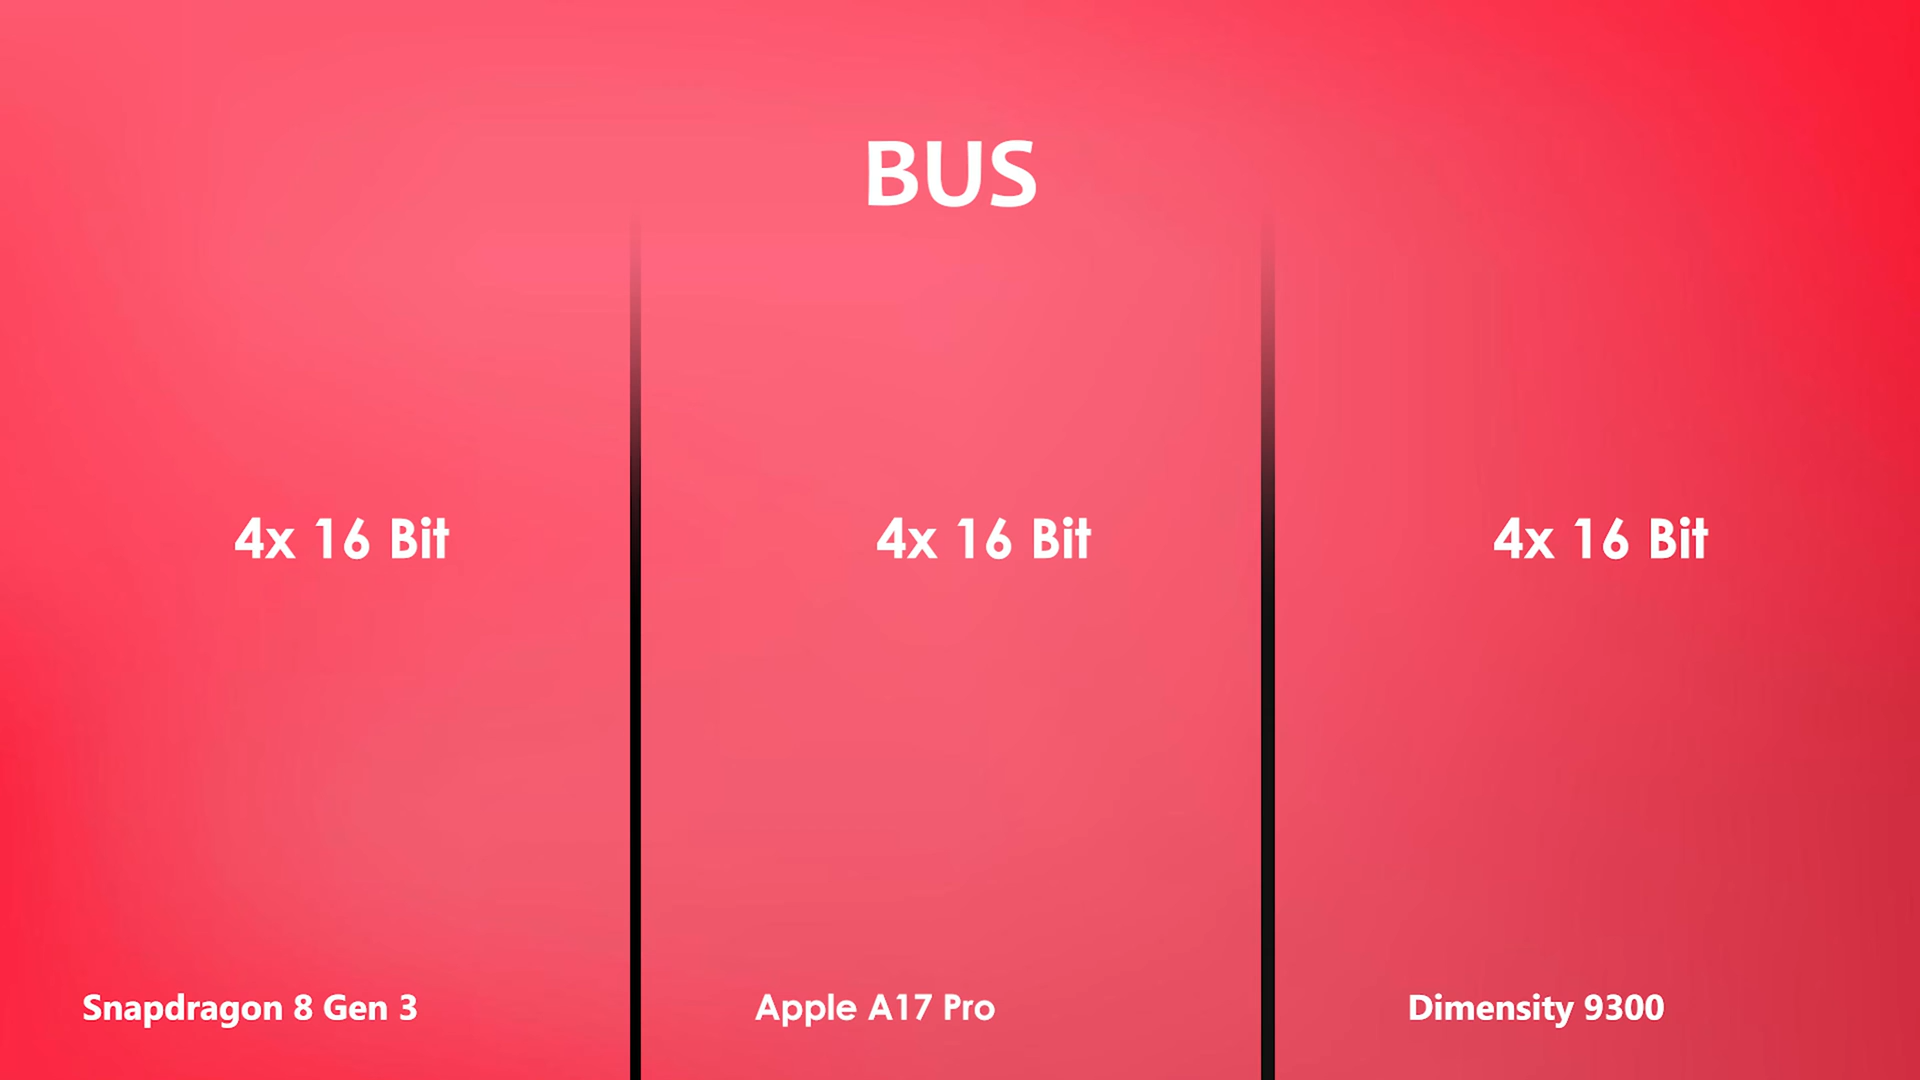 BUS
4x 16 Bit
4x 16 Bit
4x 16 Bit
Snapdragon 8 Gen 3
Apple A17 Pro
Dimensity 9300